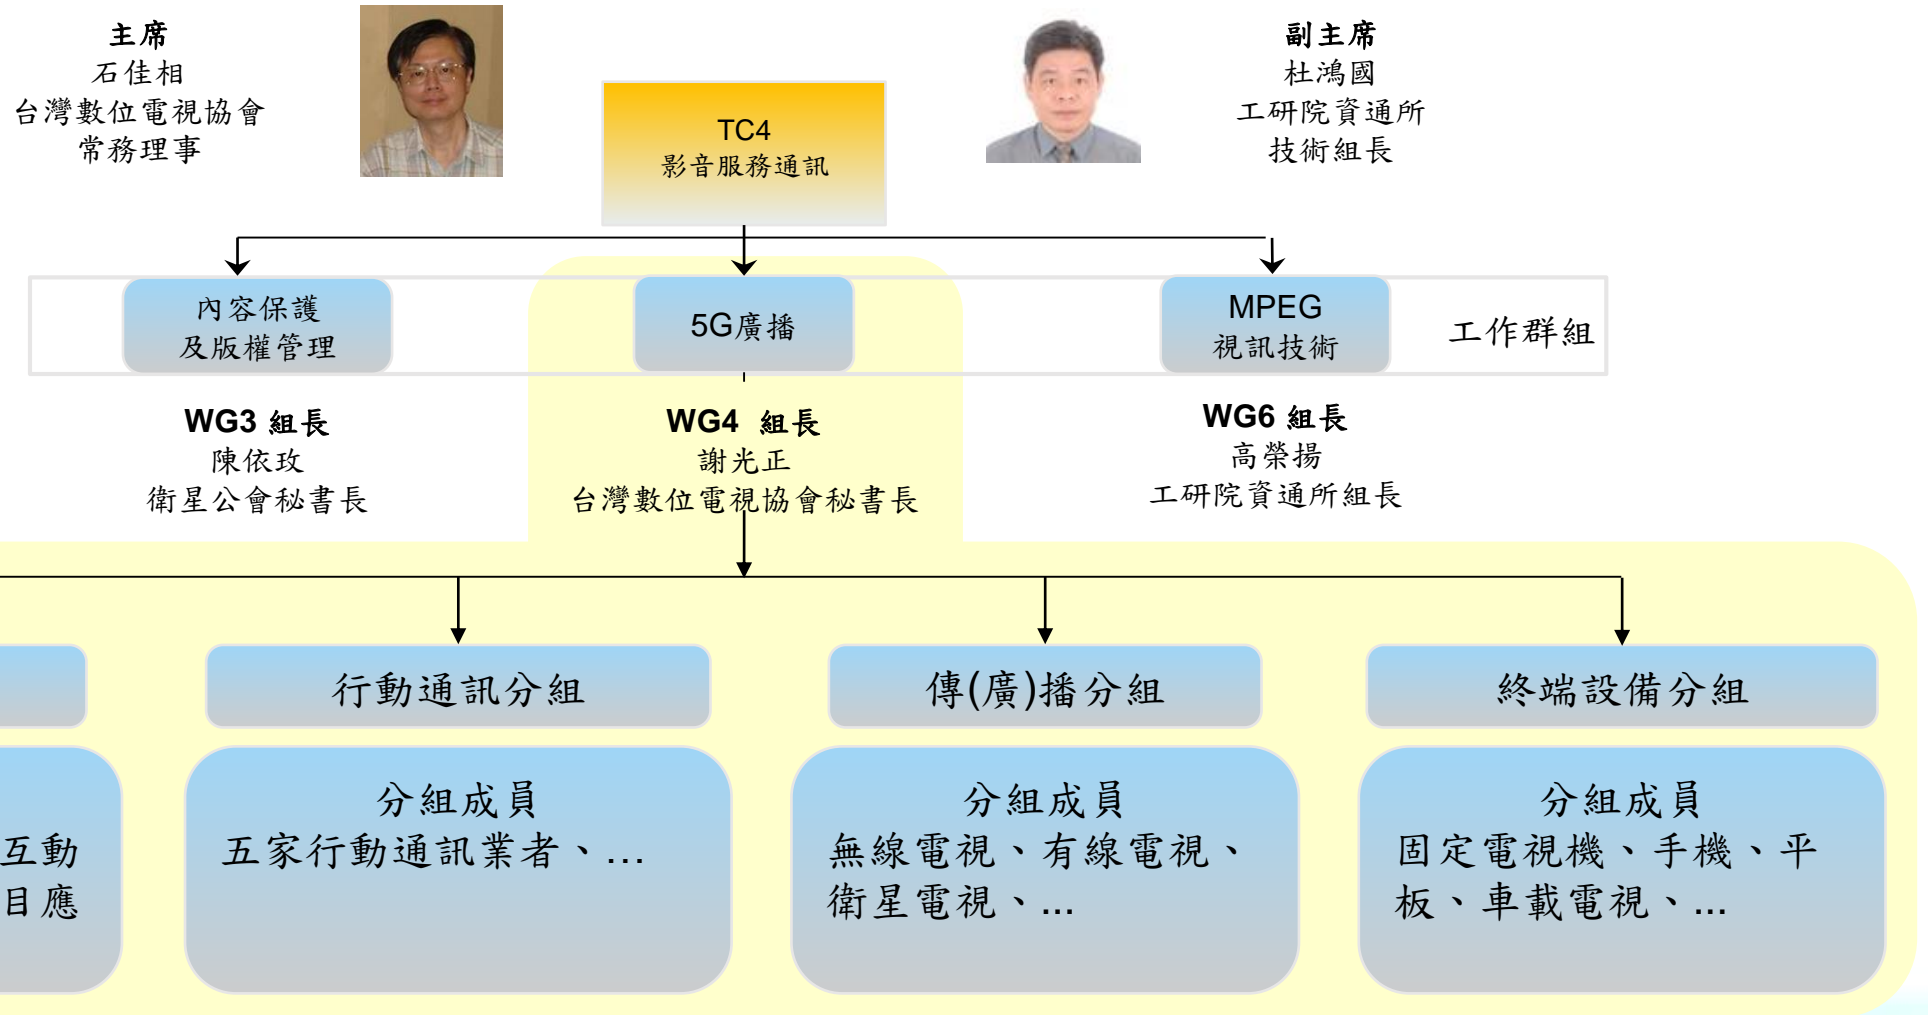 主席
石佳相
台灣數位電視協會
常務理事
TC4
影音服務通訊
副主席
杜鴻國
工研院資通所
技術組長
內容保護
及版權管理
5G廣播
MPEG
視訊技術
工作群組
WG3 組長
陳依玫
衛星公會秘書長
WG4 組長
謝光正
台灣數位電視協會秘書長
WG6 組長
高榮揚
工研院資通所組長
行動通訊分組
傳(廣)播分組
終端設備分組
互動
目應
分組成員
五家行動通訊業者、…
分組成員
無線電視、有線電視、
衛星電視、...
分組成員
固定電視機、手機、平
板、車載電視、...